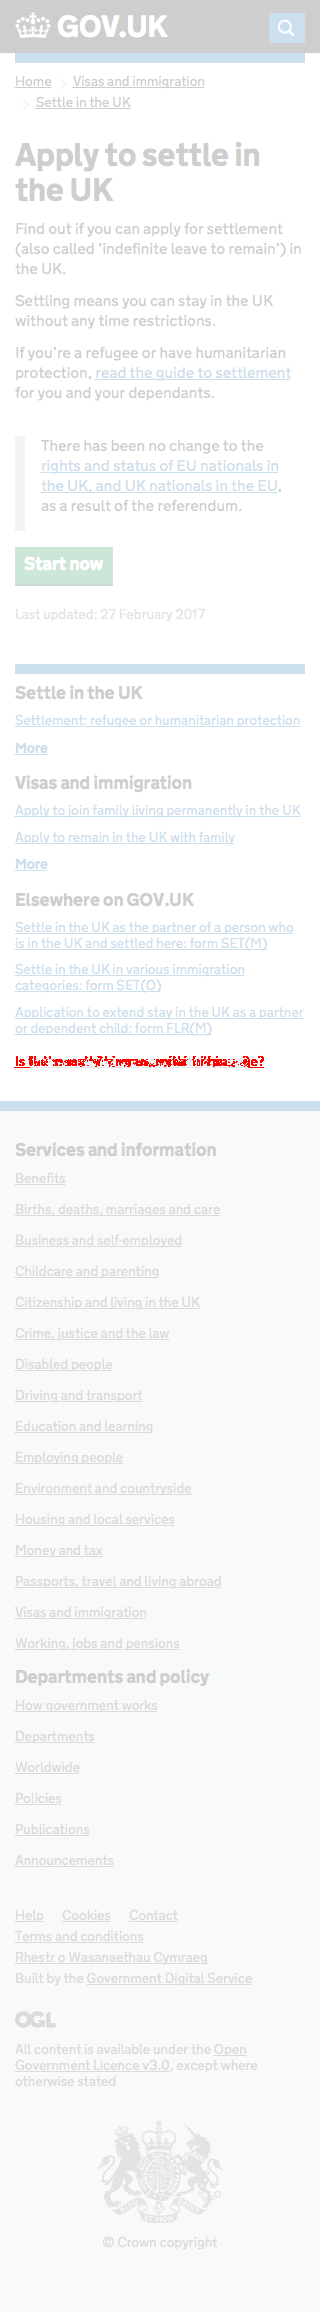 GOV.UK
Home
Visas and immigration
Settle in the UK
Apply to settle in
the UK
Find out if you can apply for settlement
(also called ‘indefinite leave to remain’) in
the UK.
Settling means you can stay in the UK
without any time restrictions.
If you’re a refugee or have humanitarian
protection, read the guide to settlement
for you and your dependants.
There has been no change to the
rights and status of EU nationals in
the UK, and UK nationals in the EU,
as a result of the referendum.
Start now
Last updated: 27 February 2017
Settle in the UK
Settlement: refugee or humanitarian protection
More
Visas and immigration
Apply to join family living permanently in the UK
Apply to remain in the UK with family
More
Elsewhere on GOV.UK
Settle in the UK as the partner of a person who
is in the UK and settled here: form SET(M)
Settle in the UK in various immigration
categories: form SET(O)
Application to extend stay in the UK as a partner
or dependent child: form FLR(M)
Is
Services and information
Benefits
Births, deaths, marriages and care
Business and self-employed
Childcare and parenting
Citizenship and living in the UK
Crime, justice and the law
Disabled people
Driving and transport
Education and learning
Employing people
Environment and countryside
Housing and local services
Money and tax
Passports, travel and living abroad
Visas and immigration
Working, jobs and pensions
Departments and policy
How government works
Departments
Worldwide
Policies
Publications
Announcements
Help Cookies Contact
Terms and conditions
Rhestr o Wasanaethau Cymraeg
Built by the Government Digital Service
OGL
All content is available under the Open
Government Licence v3.0, except where
otherwise stated
© Crown copyright